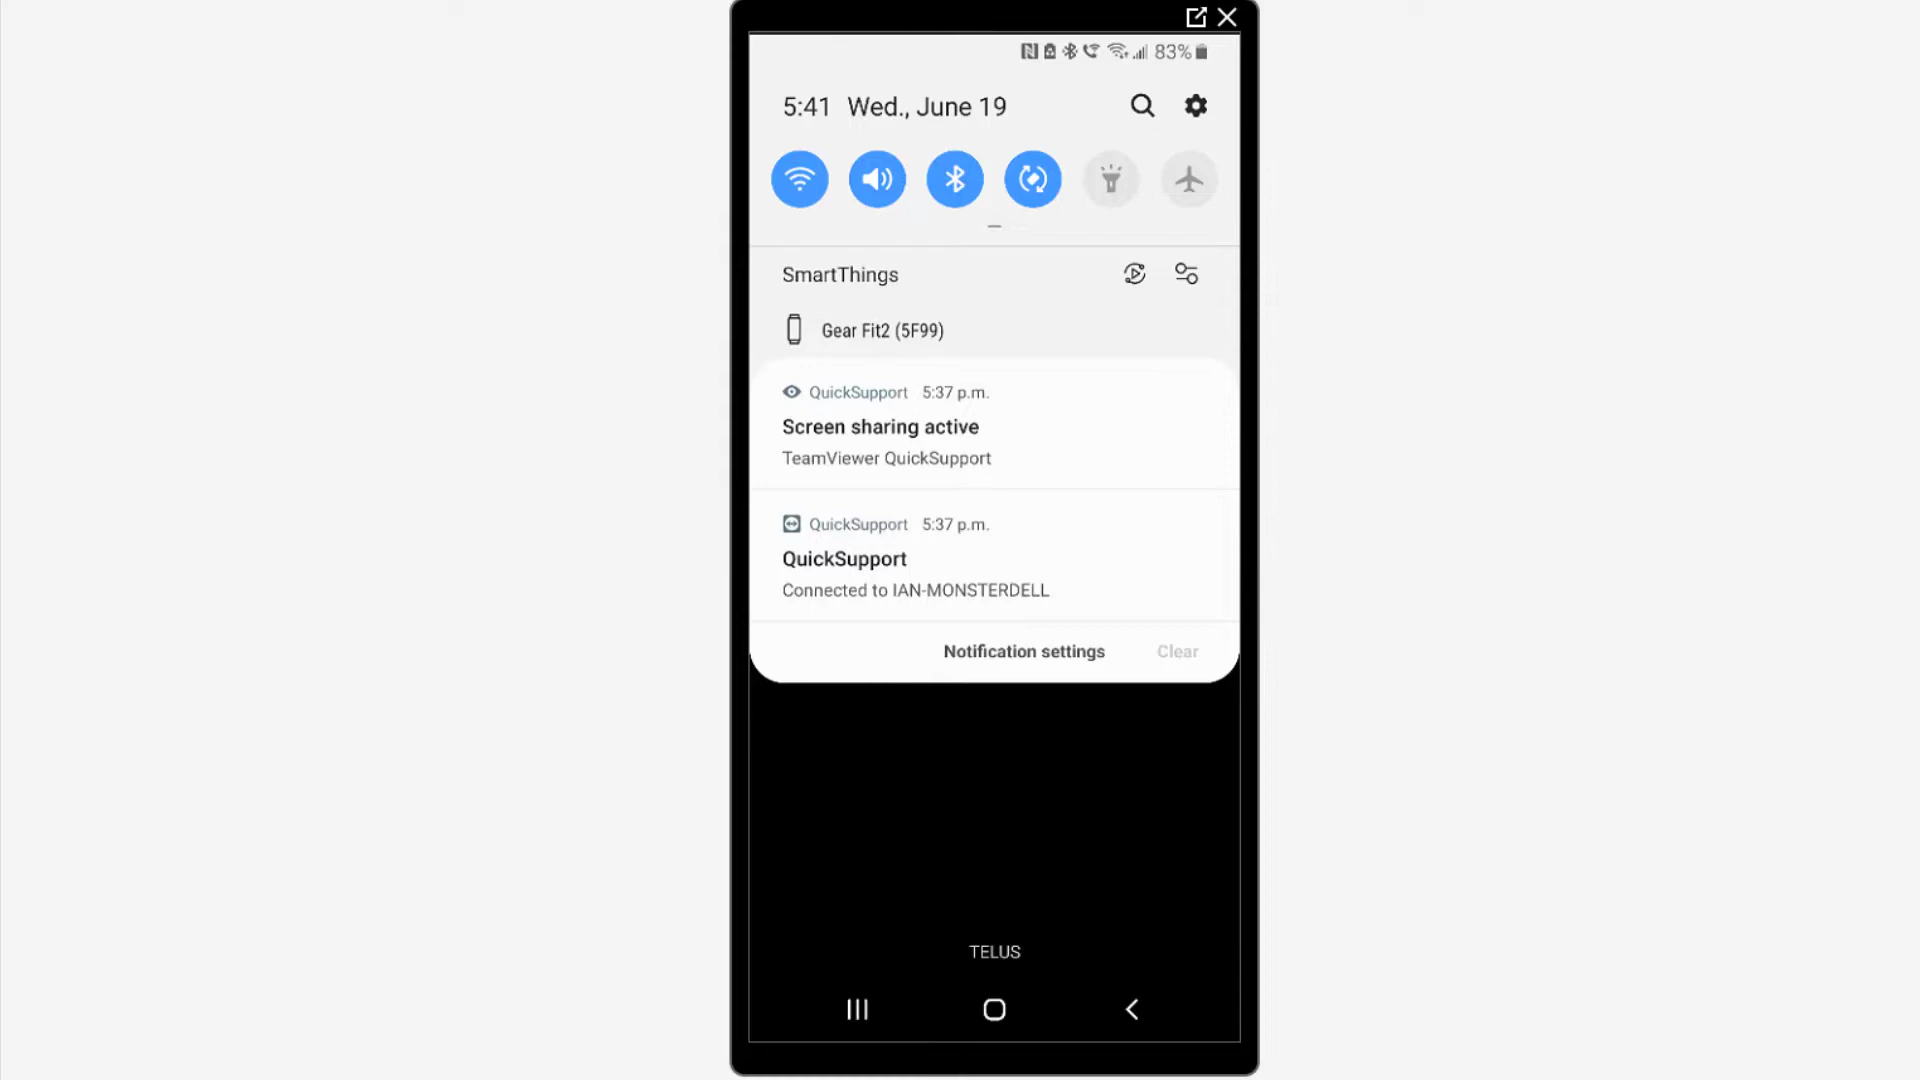 83%
5:41 Wed., June 19
SmartThings
Gear Fit2 (5F99)
QuickSupport 5:37 p.m.
Screen sharing active
TeamViewer QuickSupport
QuickSupport 5:37 p.m.
QuickSupport
Connected to IAN-MONSTERDELL
Notification settings Clear
TELUS